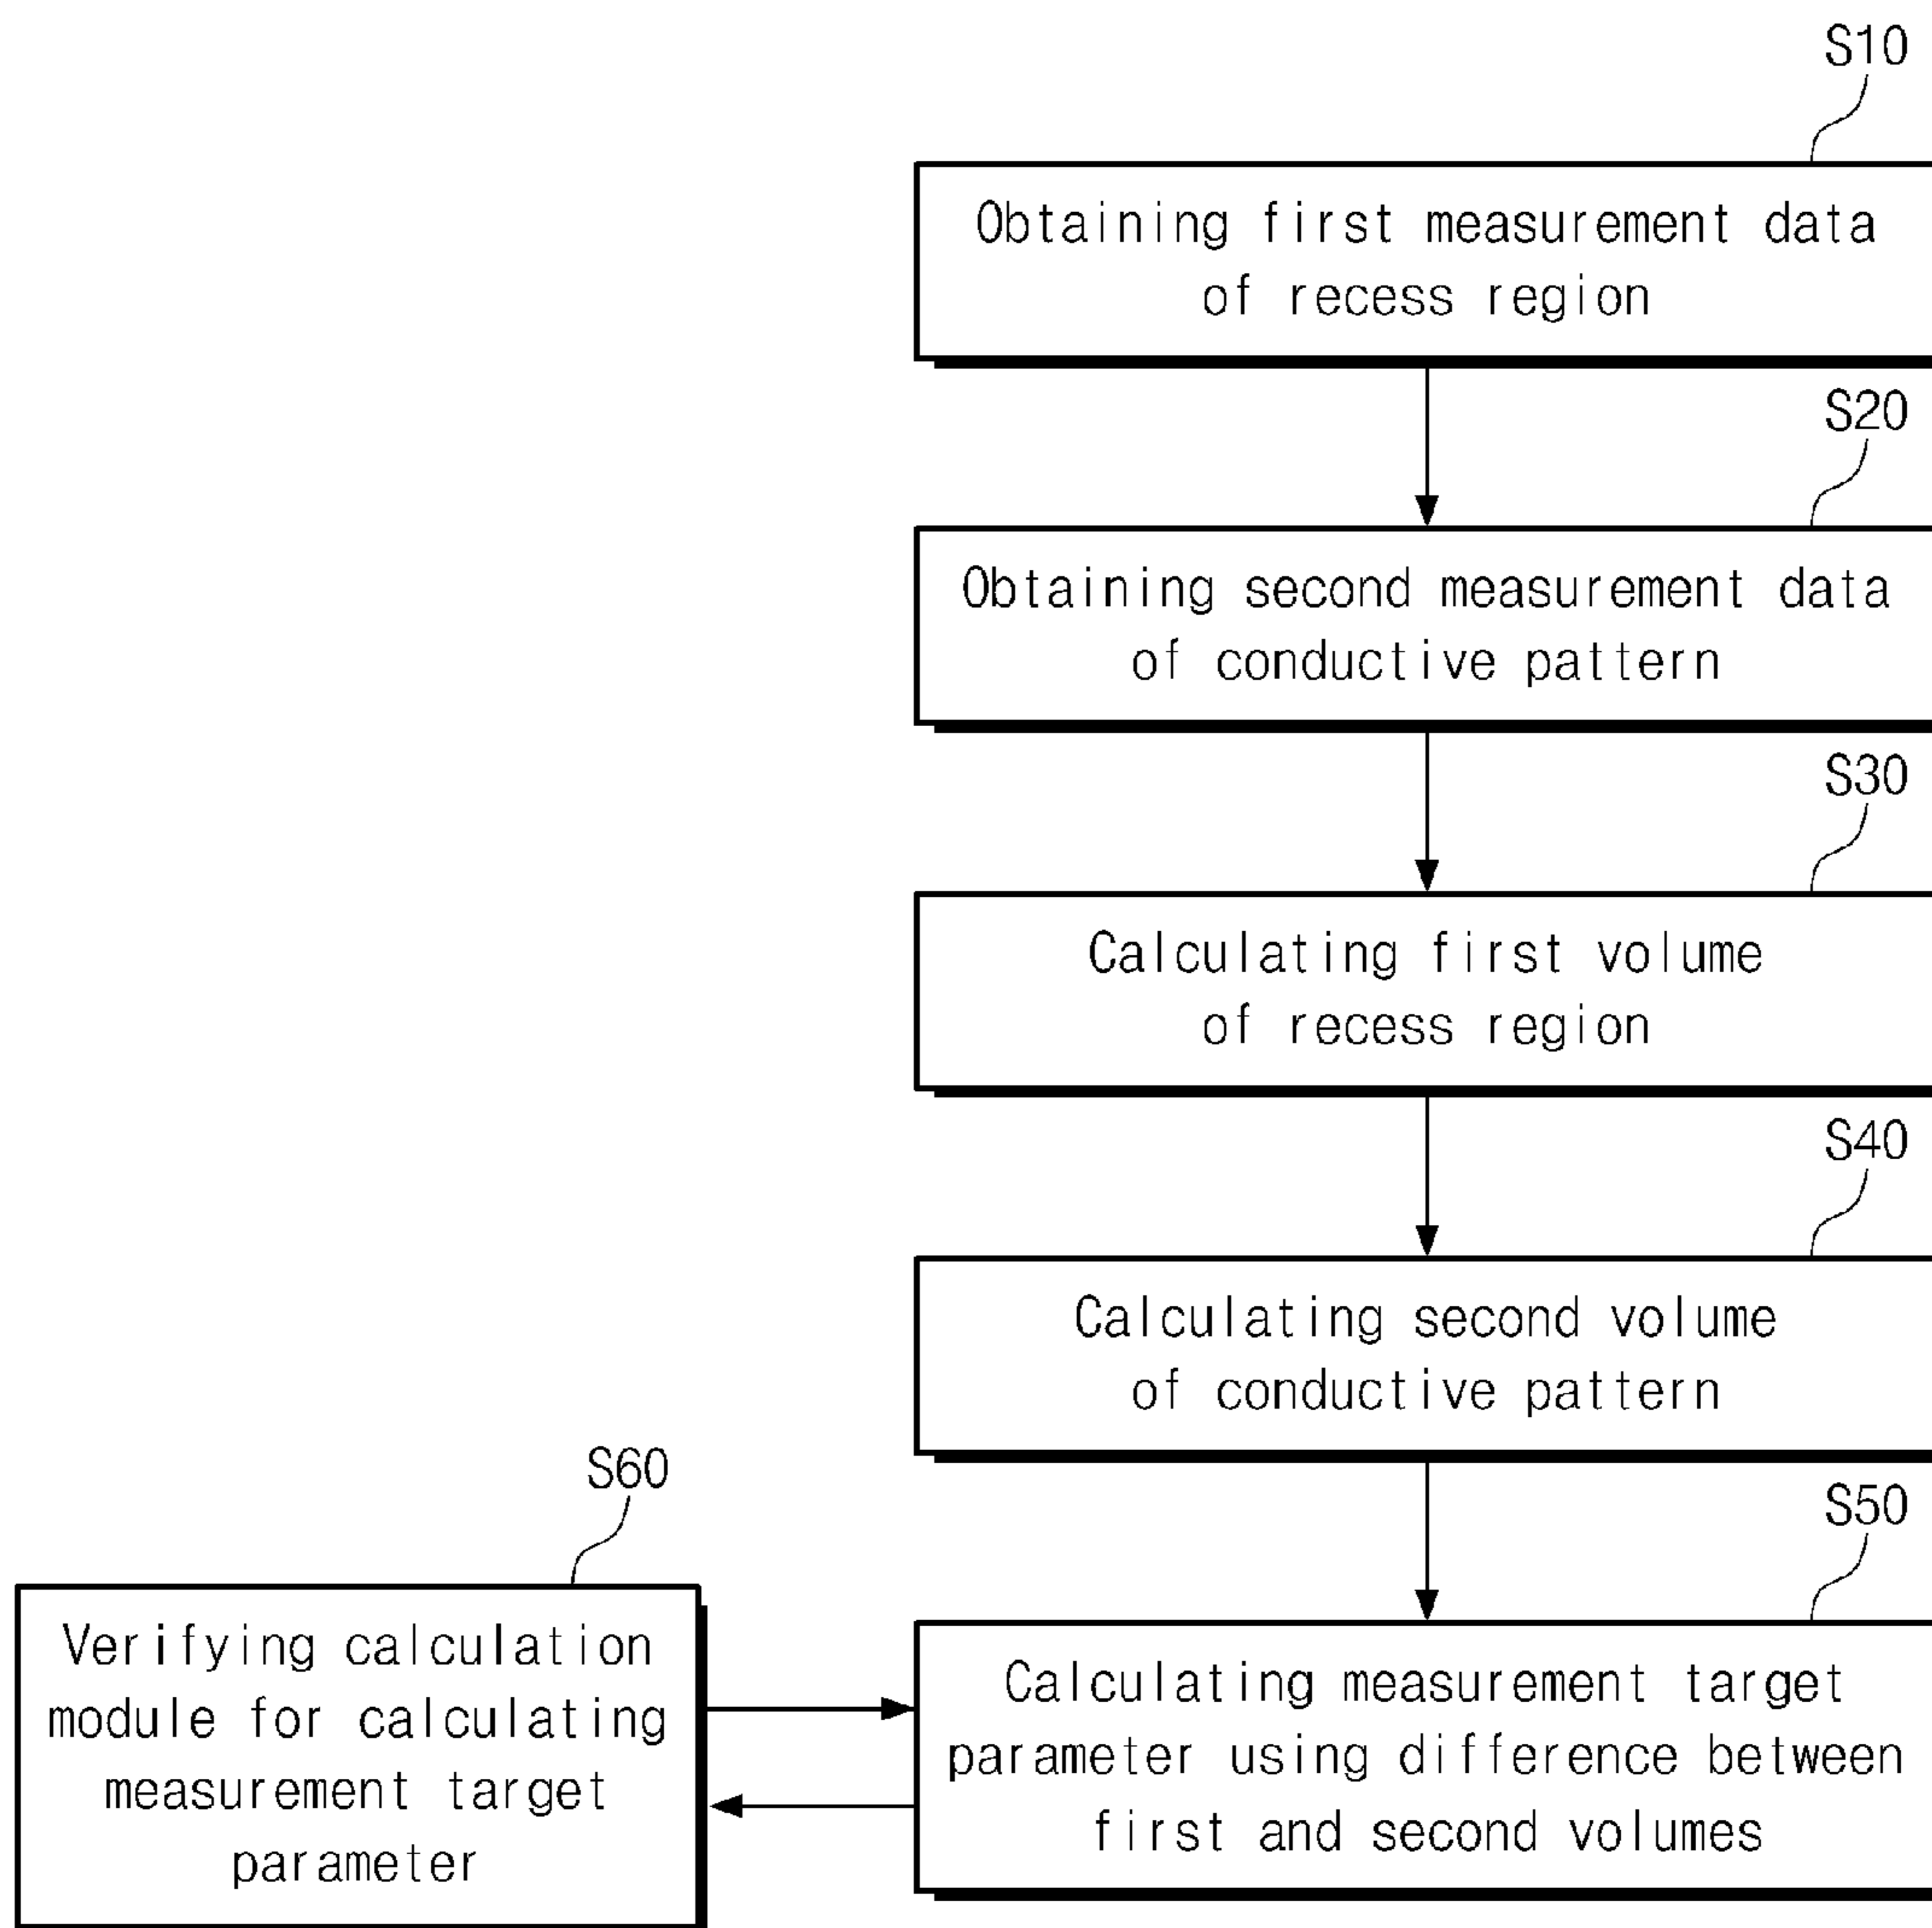 S10
Obtaining first measurement data
of recess region
S20
Obtaining second measurement data
of conductive pattern
S30
Calculating first volume
of recess region
S40
Calculating second volume
of conductive pattern
S60
Verifying calculation
module for calculating
measurement target
parameter
S50
Calculating measurement target
parameter using difference between
first and second volumes